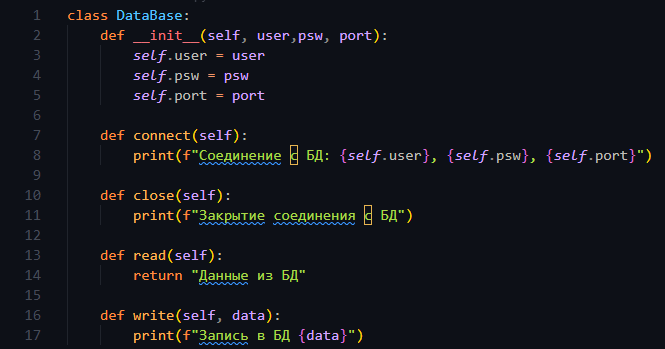 1 class DataBase:
2 def __init__(self, user,psw, port):
3 self.user = user
4 self.psw = psw
5 self.port = port
6
7 def connect(self):
8 print(f"Соединение с БД: {self.user}, {self.psw}, {self.port}")
9
10 def close(self):
11 print(f"Закрытие соединения с БД")
12
13 def read(self):
14 return "Данные из БД"
15
16 def write(self, data):
17 print(f"Запись в БД {data}")